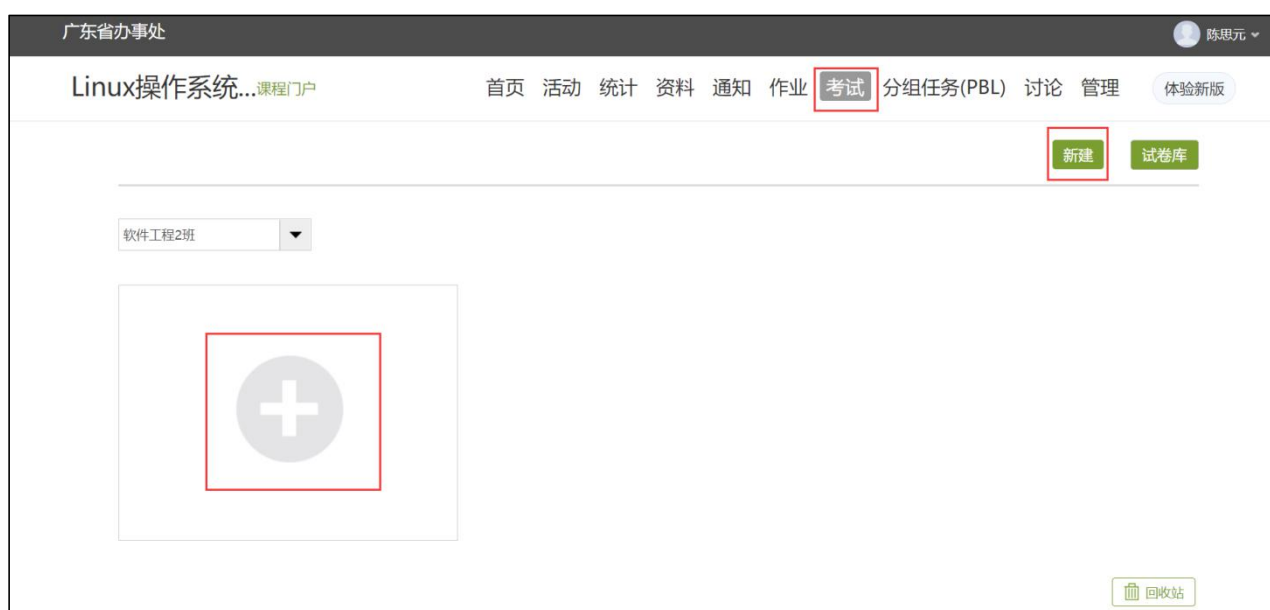 广东省办事处 陈思元
Linux操作系统...课程门户 首页 活动 统计 资料 通知 作业 考试 分组任务(PBL) 讨论 管理 体验新版
新建 试卷库
软件工程2班
回收站